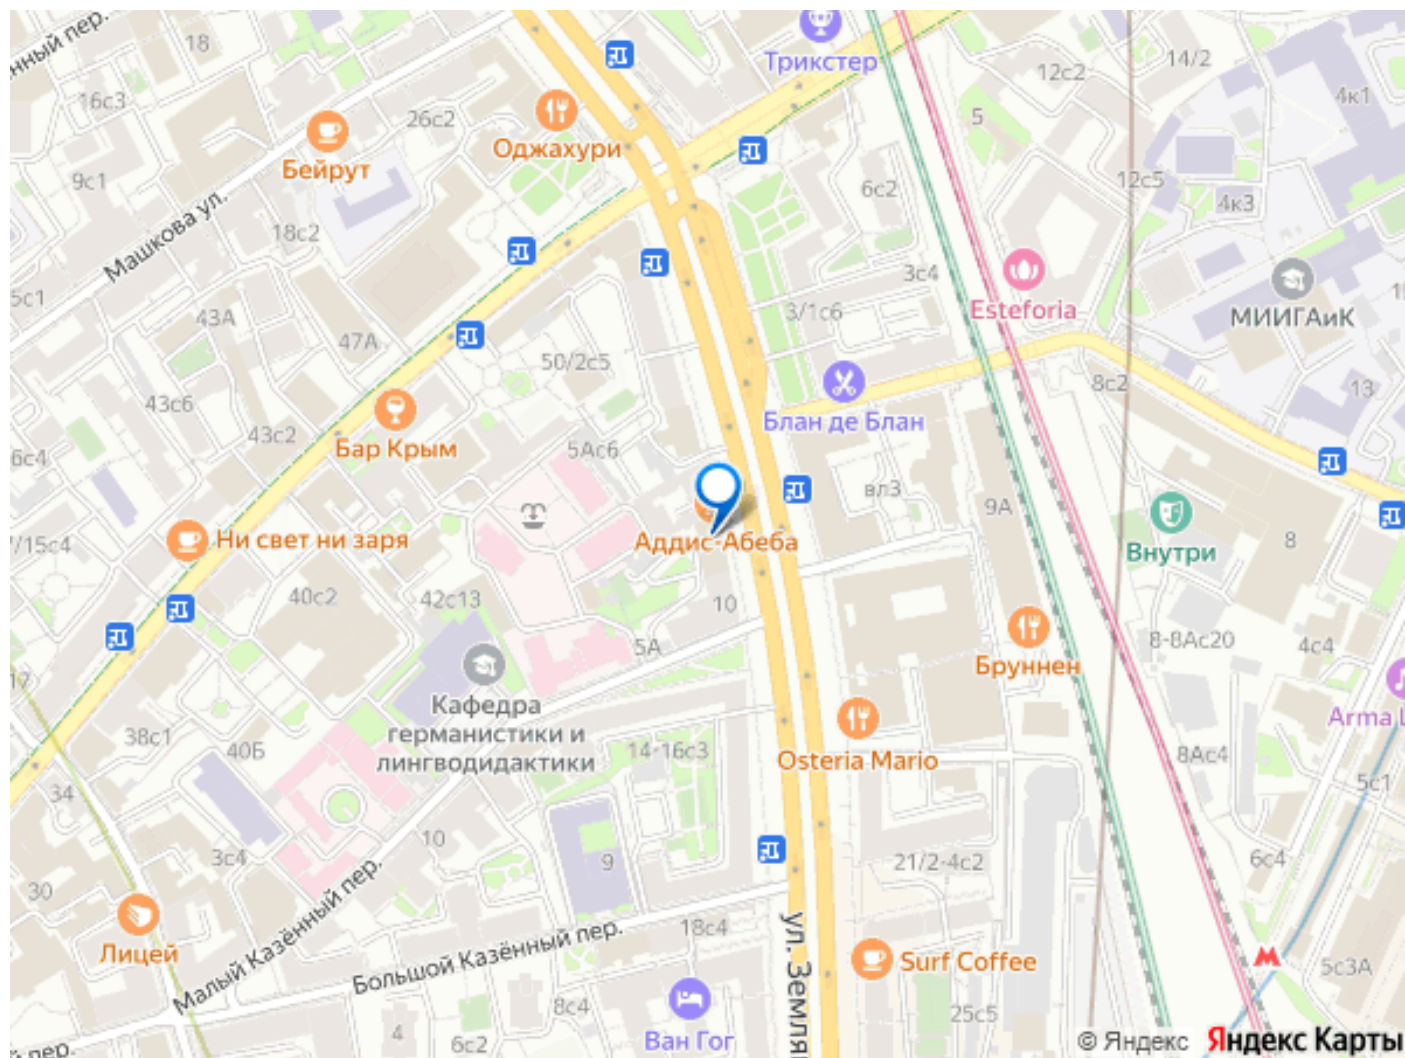 нный пер.
18
Трикстер
14/2
12с2
4к1
16с3
26с2
5
Оджахури
Бейрут
9с1
6с2
12с5
4к3
Машкова ул.
18с2
3с4
Esteforia
МИИГАиК
5с1
43А
3/1с6
47А
50/2с5
8с2
13
43с6
Блан де Блан
43с2
Бар Крым
5Ас6
6с4
вл3
9А
Аддис-Абеба
Ни свет ни заря
/15с4
Внутри
8
40с2
42с13
10
5А
8-8Ас20
4с4
Бруннен
17
Кафедра
германистики и
лингводидактики
Arma L
38с1
40Б
14-16с3
Osteria Mario
8Ас4
5с1
34
10
3с4
9
21/2-4с2
6с4
30
Малый Казённый пер.
18с4
Лицей
Большой Казённый пер.
ул. Землян
Surf Coffee
5с3А
8с4
25с5
4
6с2
Ван Гог
й пер.
© Яндекс Яндекс Карты